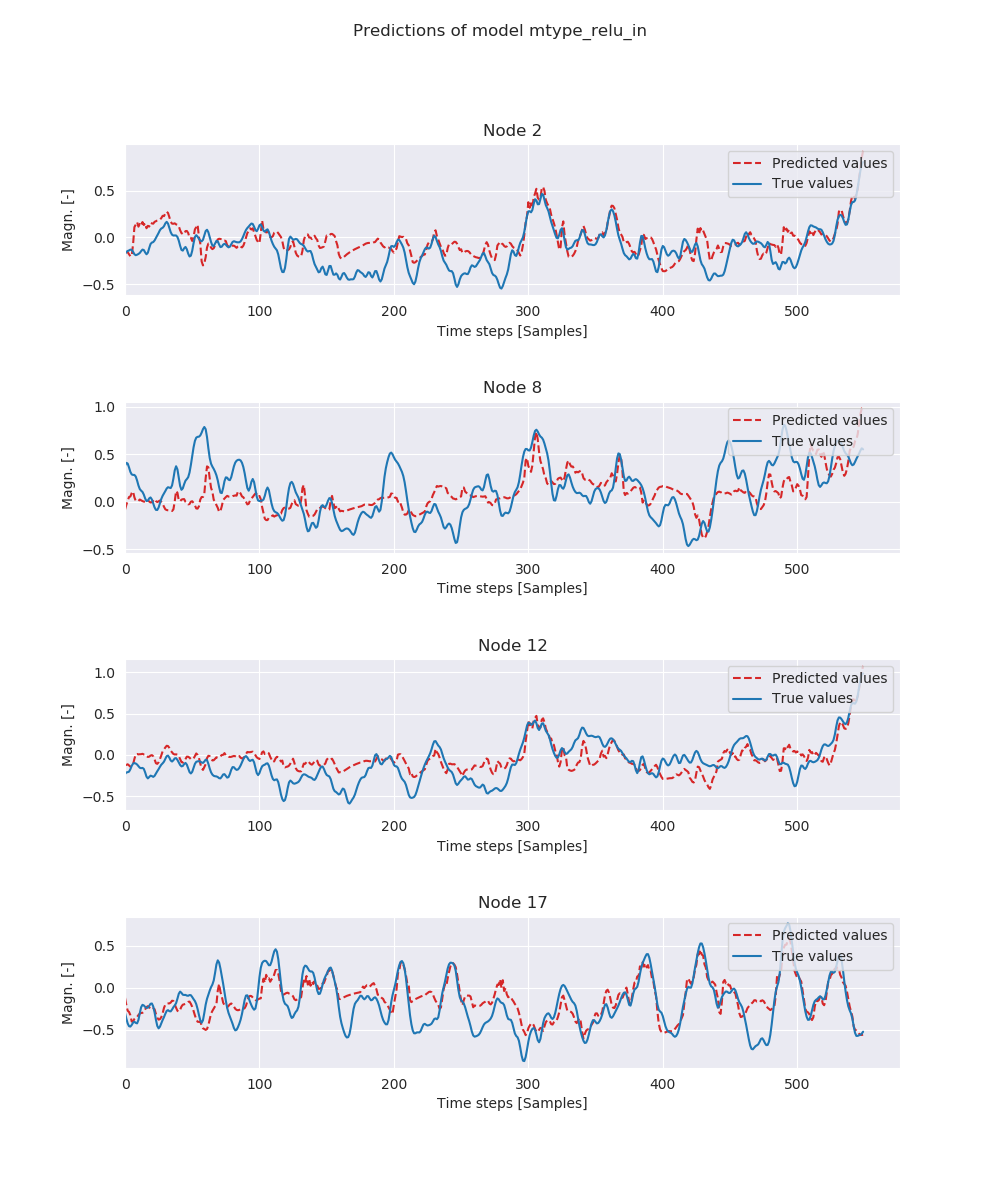 Predictions of model mtype_relu_in
Node 2
Predicted values
True values
Magn. [-]
0.5
0.0
−0.5
0 100 200 300 400 500
Time steps [Samples]
Node 8
Predicted values
True values
Magn. [-]
1.0
0.5
0.0
−0.5
0 100 200 300 400 500
Time steps [Samples]
Node 12
Predicted values
True values
Magn. [-]
1.0
0.5
0.0
−0.5
0 100 200 300 400 500
Time steps [Samples]
Node 17
Predicted values
True values
Magn. [-]
0.5
0.0
−0.5
0 100 200 300 400 500
Time steps [Samples]